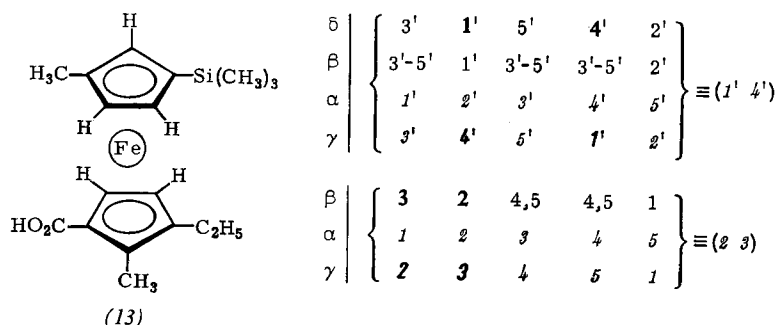 H
H₃C
Si(CH₃)₃
H
H
Fe
H
H
HO₂C
C₂H₅
CH₃
(13)
δ | 3' 1' 5' 4' 2'
β | 3'-5' 1' 3'-5' 3'-5' 2'
α | 1' 2' 3' 4' 5'
γ | 3' 4' 5' 1' 2'
≡(1' 4')
β | 3 2 4,5 4,5 1
α | 1 2 3 4 5
γ | 2 3 4 5 1
≡(2 3)